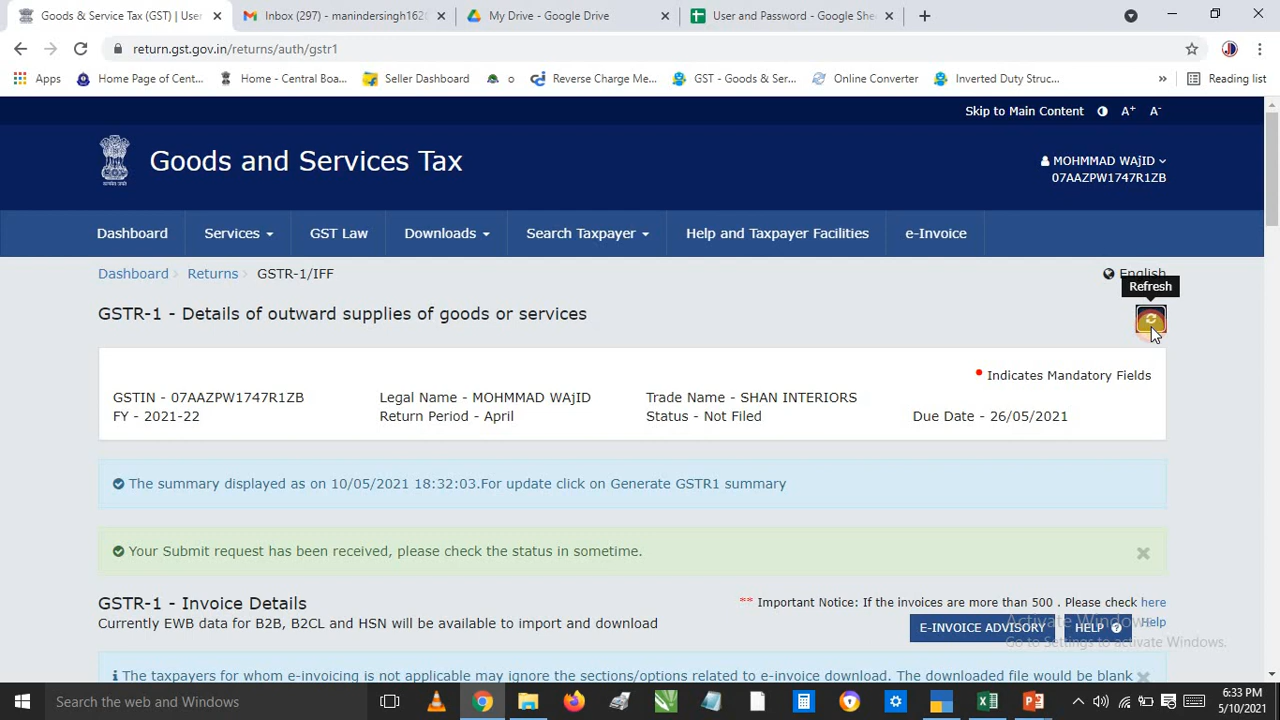 Goods & Service Tax (GST) | User
Inbox (297) - manindersingh162
My Drive - Google Drive
User and Password - Google She
return.gst.gov.in/returns/auth/gstr1
Apps
Home Page of Cent...
Home - Central Boa...
Seller Dashboard
o
Reverse Charge Me...
GST - Goods & Ser...
Online Converter
Inverted Duty Struc...
»
Reading list
Skip to Main Content
A+
A-
Goods and Services Tax
MOHMMAD WAjID
07AAZPW1747R1ZB
Dashboard
Services
GST Law
Downloads
Search Taxpayer
Help and Taxpayer Facilities
e-Invoice
Dashboard › Returns › GSTR-1/IFF
English
Refresh
GSTR-1 - Details of outward supplies of goods or services
• Indicates Mandatory Fields
GSTIN - 07AAZPW1747R1ZB
Legal Name - MOHMMAD WAjID
Trade Name - SHAN INTERIORS
FY - 2021-22
Return Period - April
Status - Not Filed
Due Date - 26/05/2021
The summary displayed as on 10/05/2021 18:32:03.For update click on Generate GSTR1 summary
Your Submit request has been received, please check the status in sometime.
GSTR-1 - Invoice Details
** Important Notice: If the invoices are more than 500 . Please check here
Currently EWB data for B2B, B2CL and HSN will be available to import and download
E-INVOICE ADVISORY
HELP
Help
Activate Windows
Go to Settings to activate Windows.
The taxpayers for whom e-invoicing is not applicable may ignore the sections/options related to e-invoice download. The downloaded file would be blank
Search the web and Windows
6:33 PM
5/10/2021